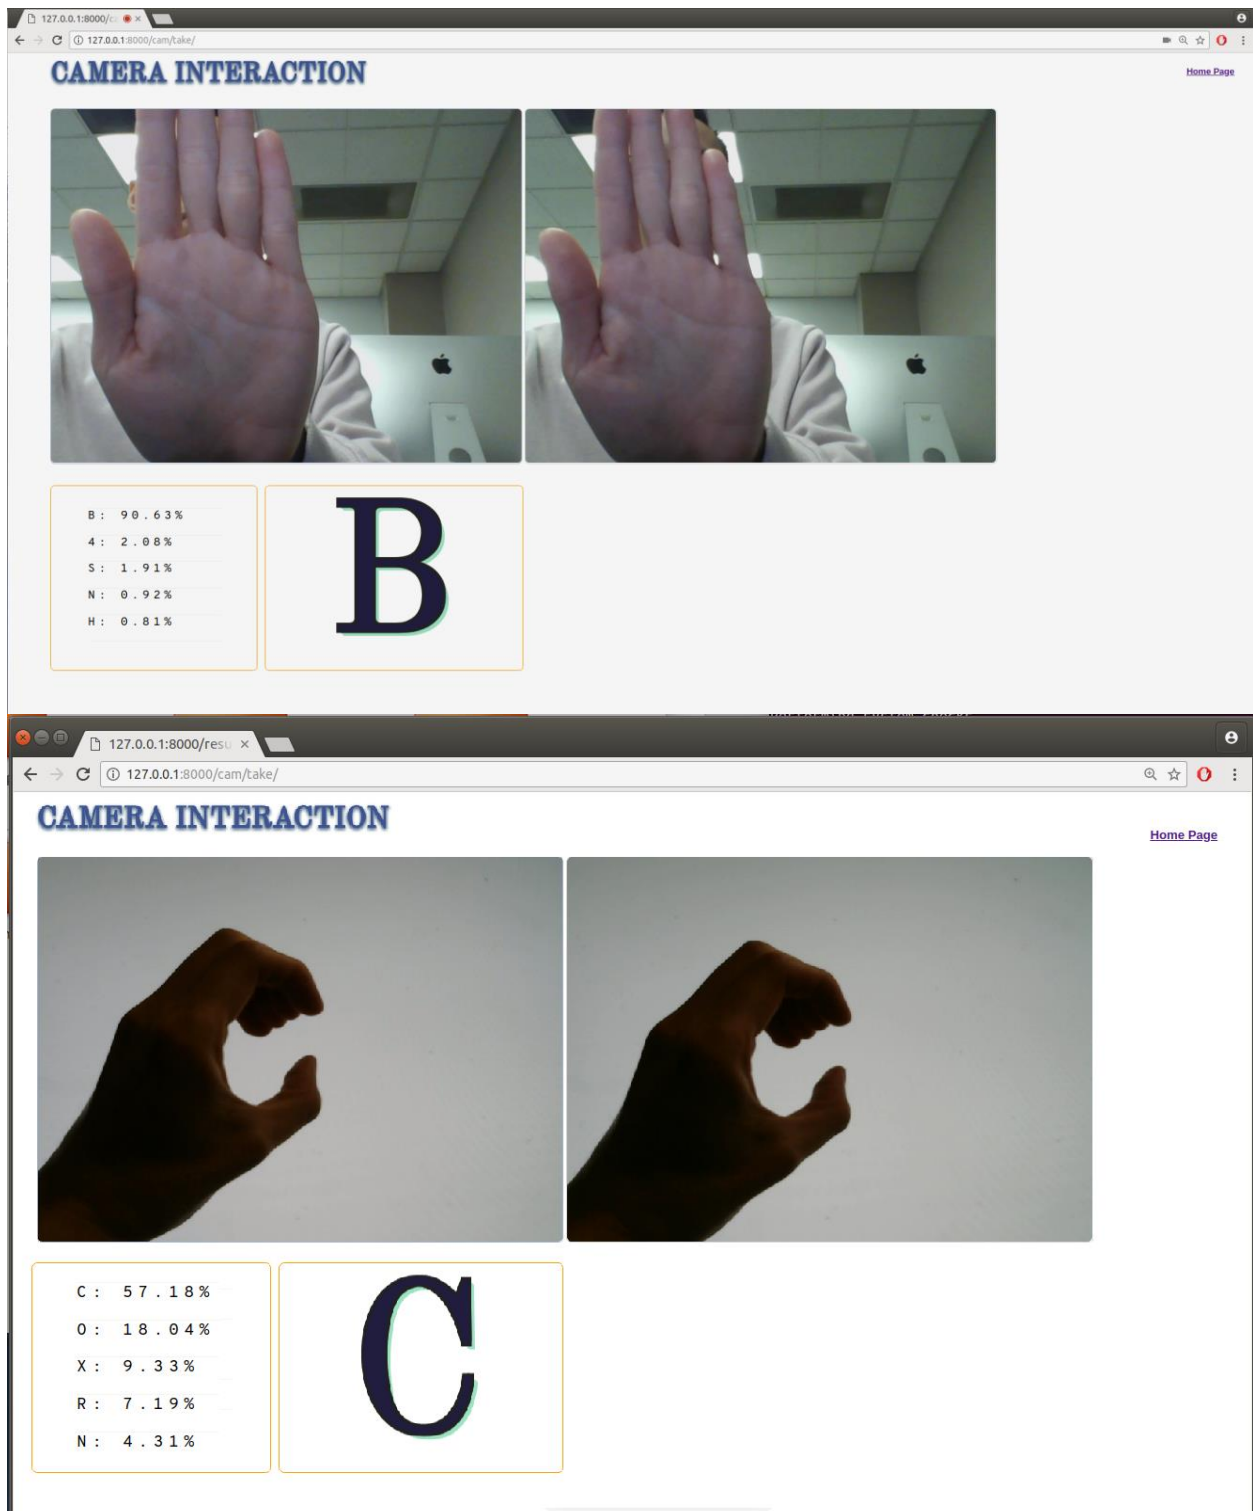 127.0.0.1:8000/c
127.0.0.1:8000/cam/take/
CAMERA INTERACTION
Home Page
B: 90.63%
4: 2.08%
S: 1.91%
N: 0.92%
H: 0.81%
B
127.0.0.1:8000/resu
127.0.0.1:8000/cam/take/
CAMERA INTERACTION
Home Page
C: 57.18%
O: 18.04%
X: 9.33%
R: 7.19%
N: 4.31%
C